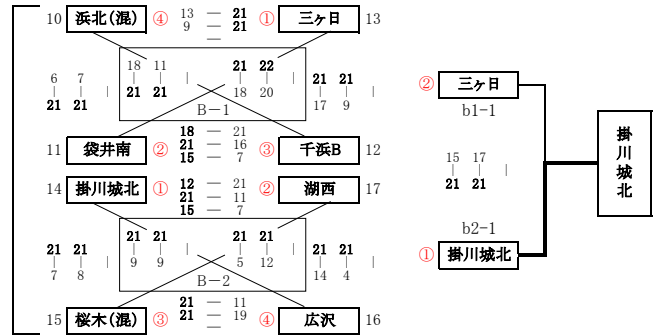 10 浜北(混) ④ 13 ― 21 ① 三ヶ日 13
9 ― 21
―
18 11 | 21 22 |
| | | |
6 7 21 21 18 20 21 21
| | | | | |
21 21 B－1 17 9
11 袋井南 ② 18 ― 21 ③ 千浜B 12
21 ― 16
15 ― 7
14 掛川城北 ① 12 ― 21 ② 湖西 17
21 ― 11
15 ― 7
21 21 | 21 21 |
| | | |
21 21 9 9 5 12 21 21
| | | | | |
7 8 B－2 14 4
15 桜木(混) ③ 21 ― 11 ④ 広沢 16
21 ― 19
―
② 三ヶ日
b1-1
15 17
| | |
21 21
b2-1
① 掛川城北
掛川城北